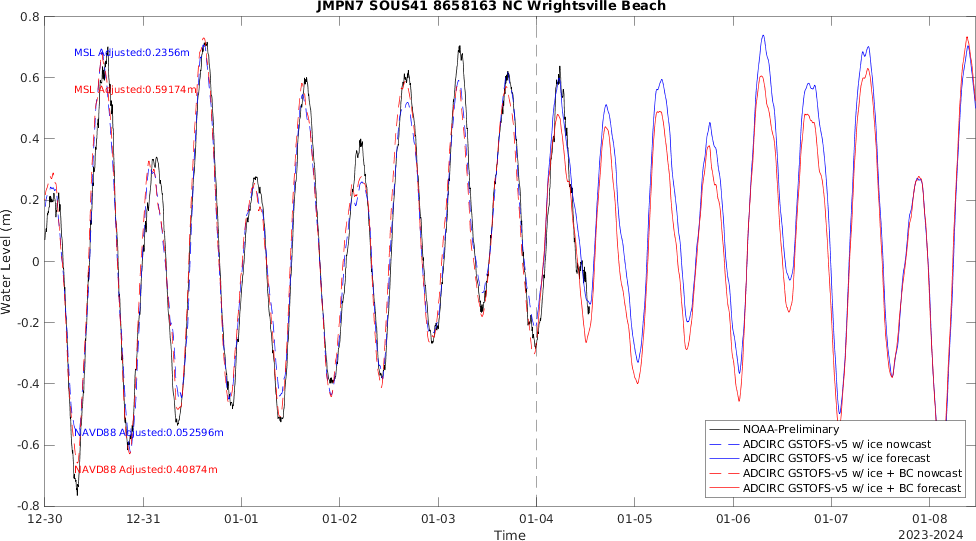 JMPN7 SOUS41 8658163 NC Wrightsville Beach
0.8
0.6
0.4
0.2
0
-0.2
-0.4
-0.6
-0.8
Water Level (m)
MSL Adjusted:0.2356m
MSL Adjusted:0.59174m
NAVD88 Adjusted:0.052596m
NAVD88 Adjusted:0.40874m
NOAA-Preliminary
ADCIRC GSTOFS-v5 w/ ice nowcast
ADCIRC GSTOFS-v5 w/ ice forecast
ADCIRC GSTOFS-v5 w/ ice + BC nowcast
ADCIRC GSTOFS-v5 w/ ice + BC forecast
12-30 12-31 01-01 01-02 01-03 01-04 01-05 01-06 01-07 01-08
Time
2023-2024